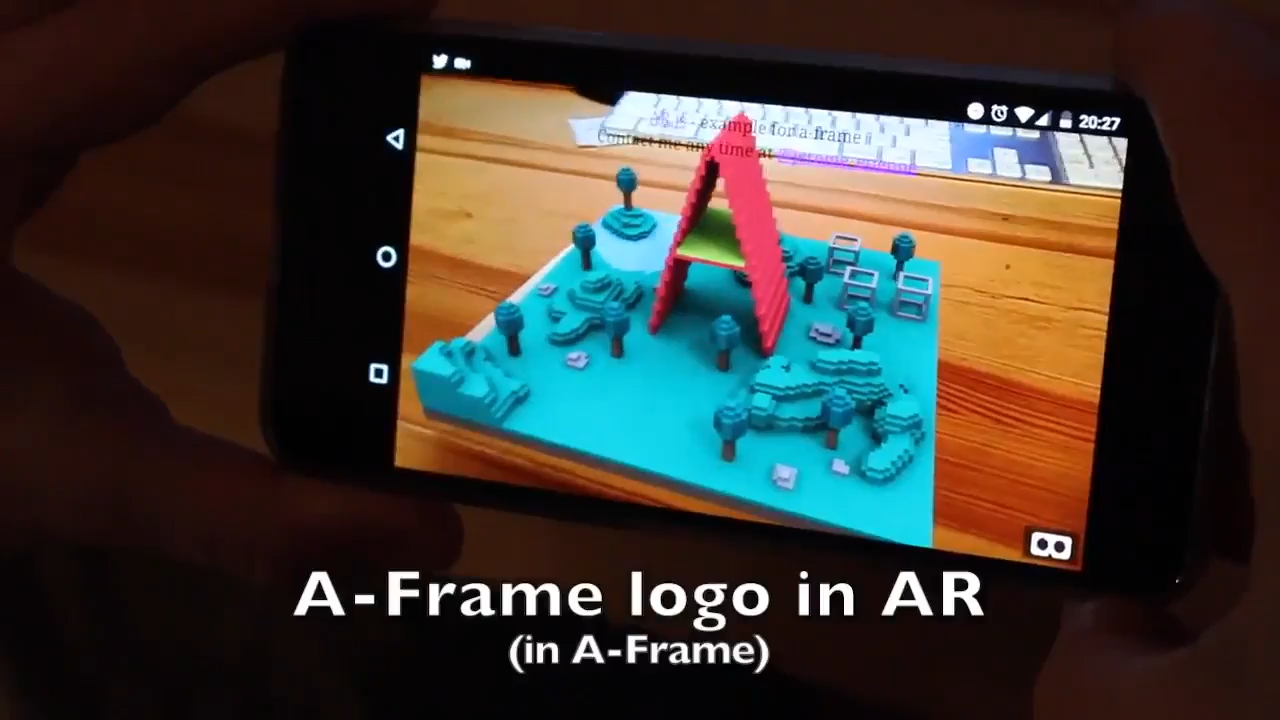 20:27
- example for a-frame
Contact me any time at
A-Frame logo in AR
(in A-Frame)